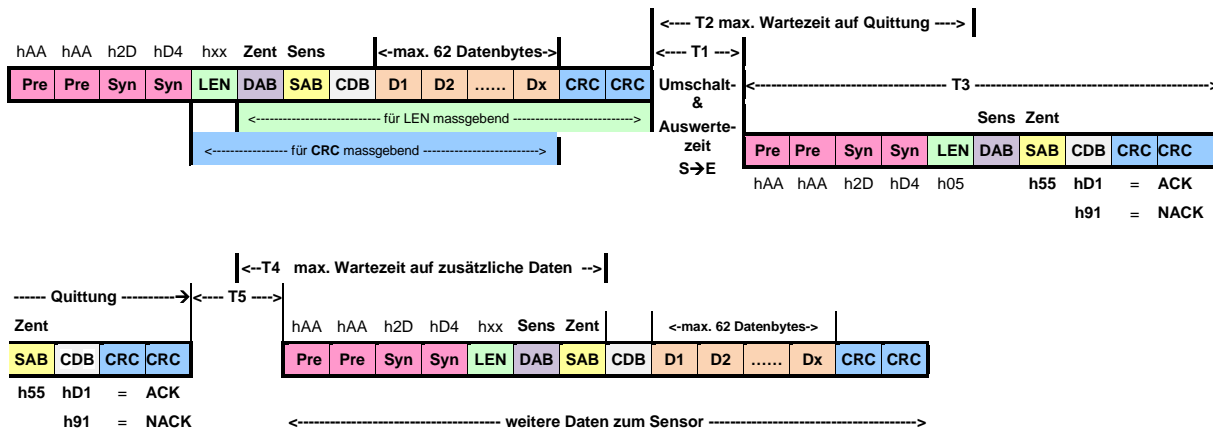 <---- T2 max. Wartezeit auf Quittung ---->
hAA hAA h2D hD4 hxx Zent Sens <-max. 62 Datenbytes-> <---- T1 ---->
Pre Pre Syn Syn LEN DAB SAB CDB D1 D2 ...... Dx CRC CRC Umschalt- <----------------------------------- T3 ------------------------------------------->
&
<-------------------------- für LEN massgebend ----------------------------> Auswerte- Sens Zent
<---------------- für CRC massgebend --------------------------> zeit Pre Pre Syn Syn LEN DAB SAB CDB CRC CRC
S→E hAA hAA h2D hD4 h05 h55 hD1 = ACK
h91 = NACK
<--T4 max. Wartezeit auf zusätzliche Daten -->
------ Quittung ----------→ <---- T5 ---->
Zent hAA hAA h2D hD4 hxx Sens Zent <-max. 62 Datenbytes->
SAB CDB CRC CRC Pre Pre Syn Syn LEN DAB SAB CDB D1 D2 ...... Dx CRC CRC
h55 hD1 = ACK
h91 = NACK <----------------------------------- weitere Daten zum Sensor ----------------------------------->